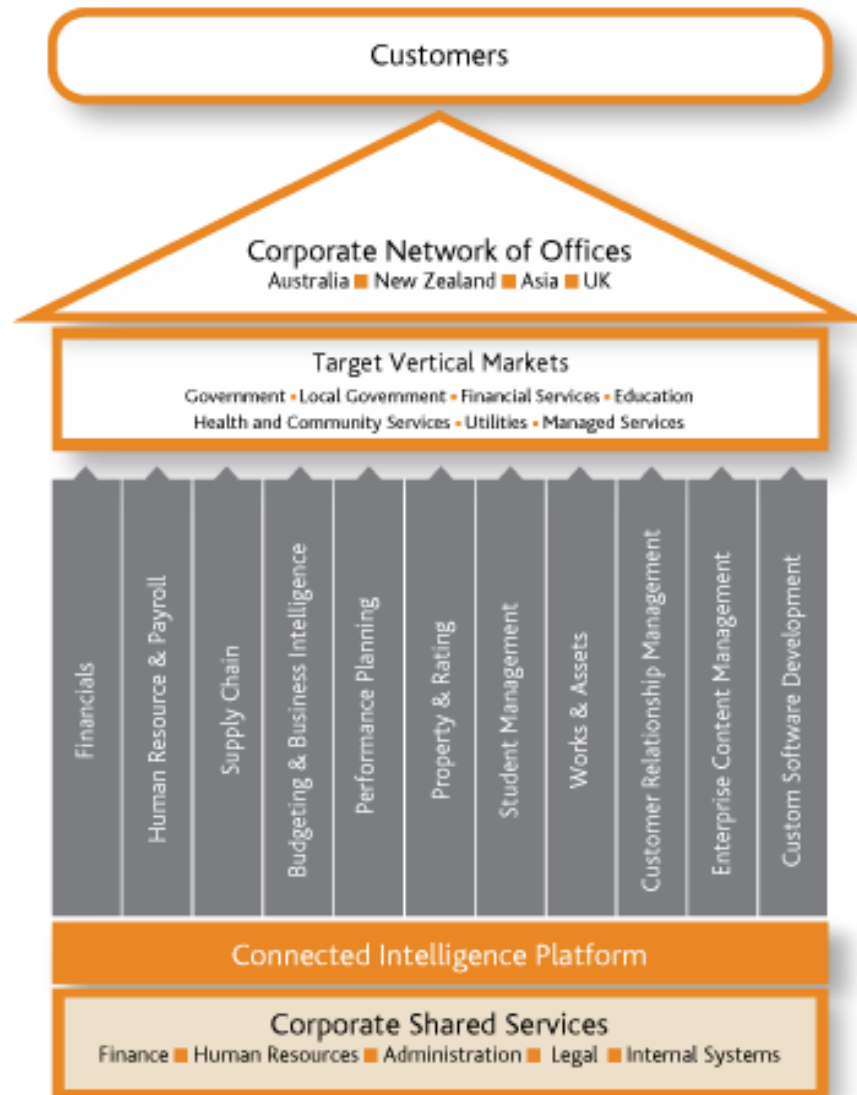 Customers
Corporate Network of Offices
Australia ■ New Zealand ■ Asia ■ UK
Target Vertical Markets
Government ▪ Local Government ▪ Financial Services ▪ Education
Health and Community Services ▪ Utilities ▪ Managed Services
Financials
Human Resource & Payroll
Supply Chain
Budgeting & Business Intelligence
Performance Planning
Property & Rating
Student Management
Works & Assets
Customer Relationship Management
Enterprise Content Management
Custom Software Development
Connected Intelligence Platform
Corporate Shared Services
Finance ■ Human Resources ■ Administration ■ Legal ■ Internal Systems